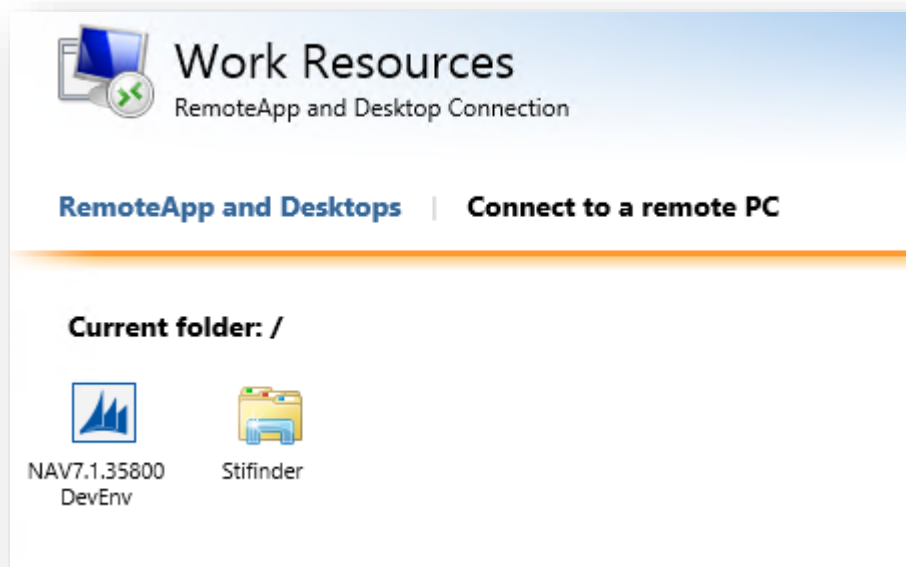 Work Resources
RemoteApp and Desktop Connection
RemoteApp and Desktops | Connect to a remote PC
Current folder: /
NAV7.1.35800 Stifinder
DevEnv